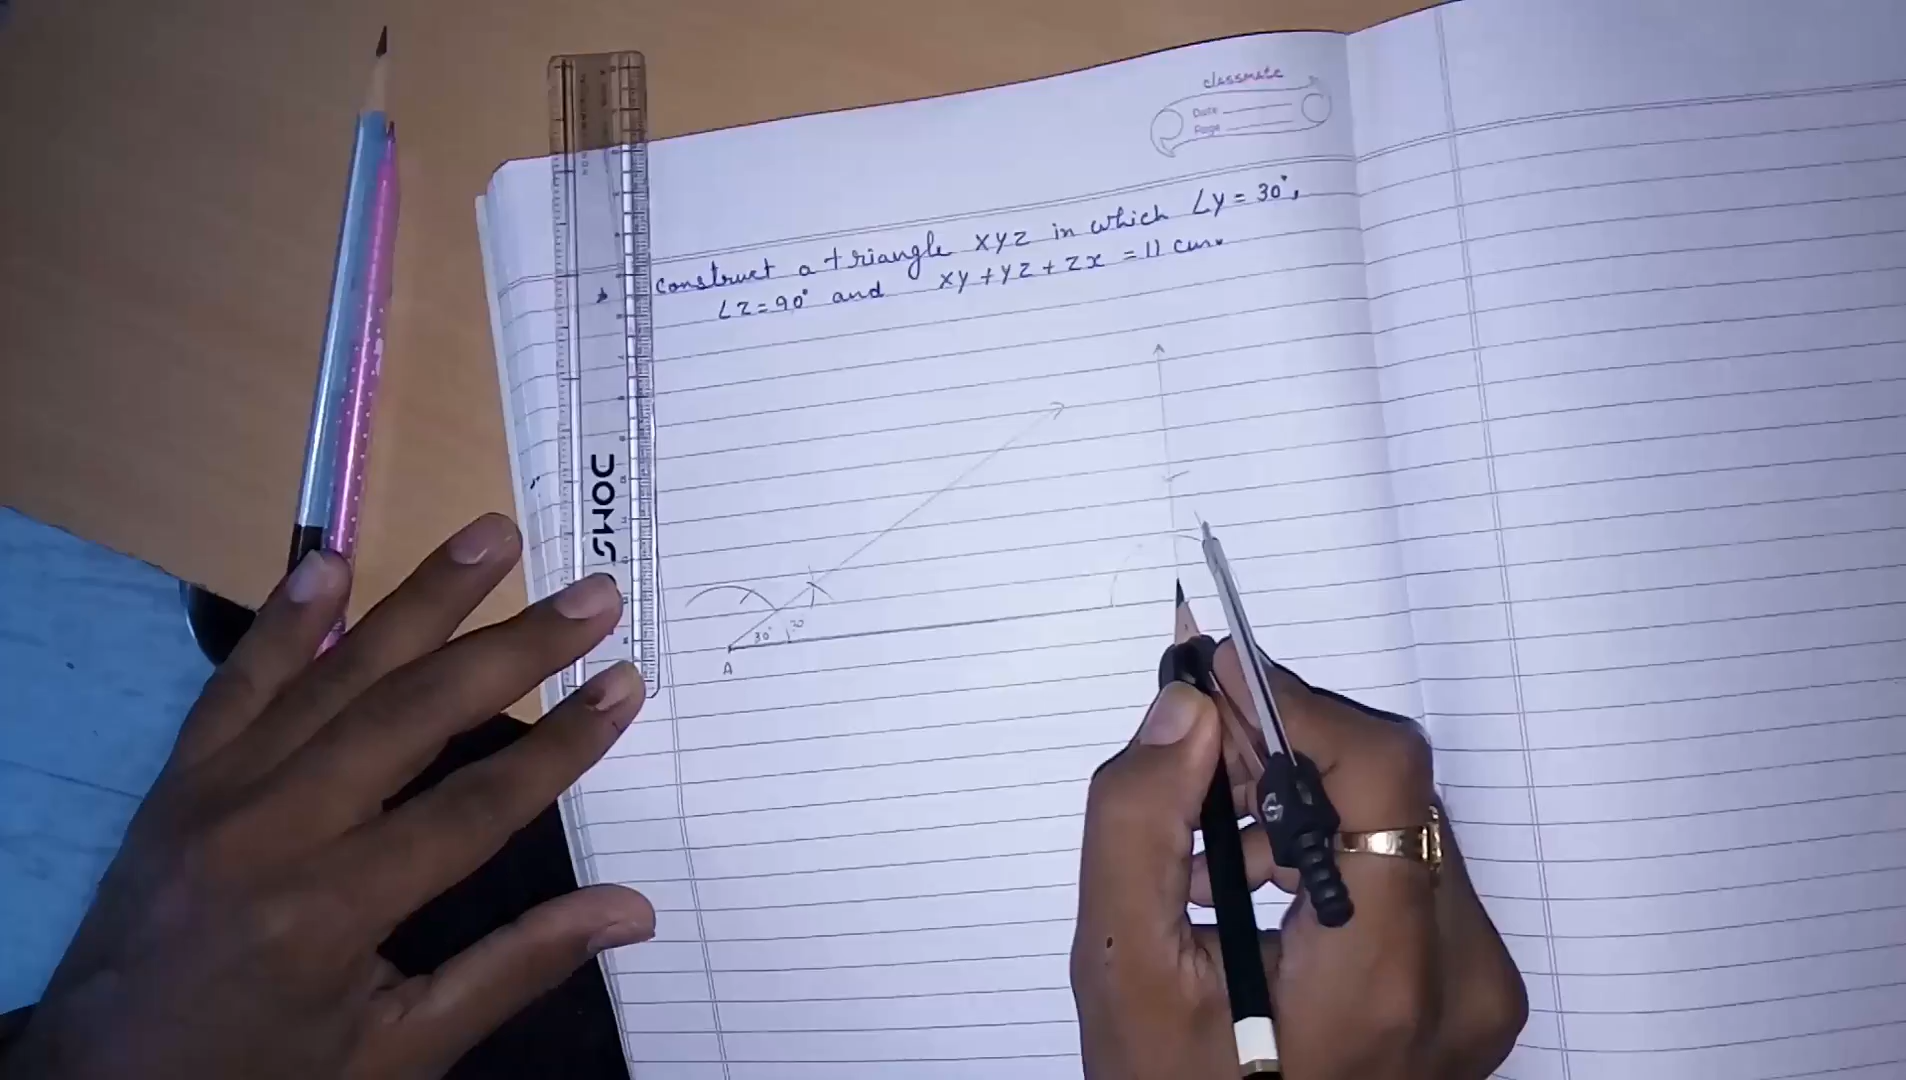 classmate
Date
Page
construct a triangle XYZ in which ∠Y = 30°,
∠Z = 90° and XY + YZ + ZX = 11 cm.
DOMS
30°
A